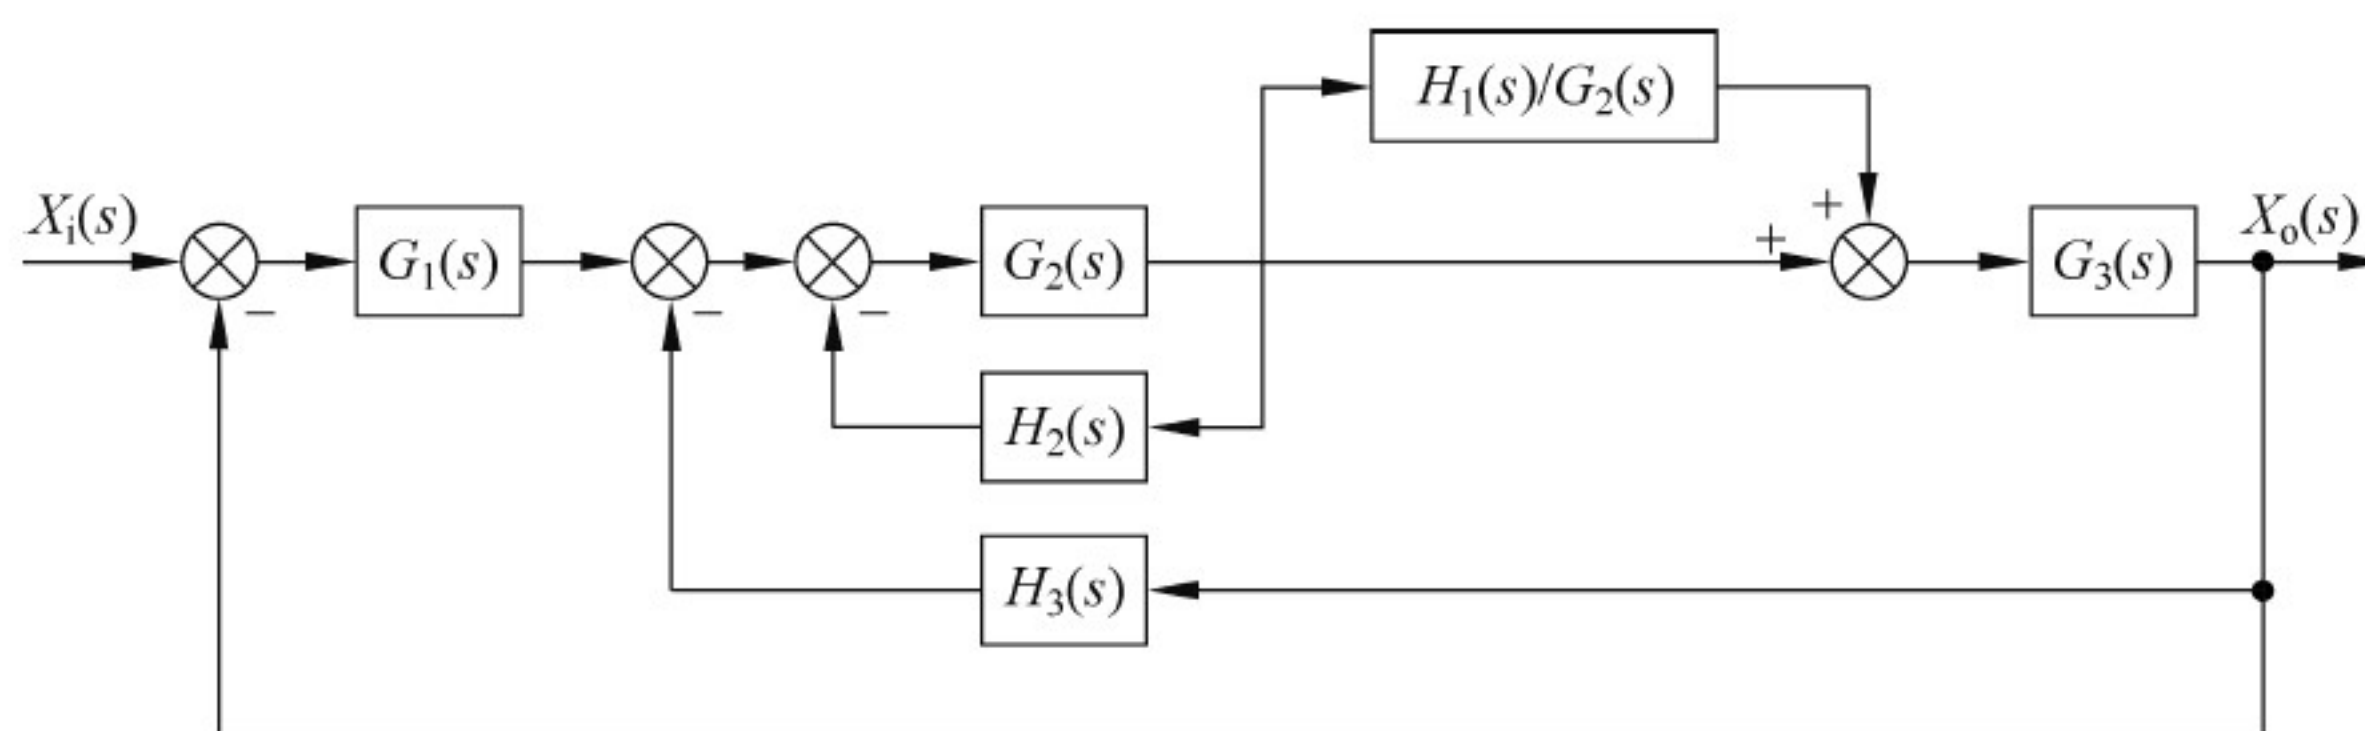 H₁(s)/G₂(s)
Xᵢ(s) G₁(s) G₂(s) + + G₃(s) Xₒ(s)
− − −
H₂(s)
H₃(s)